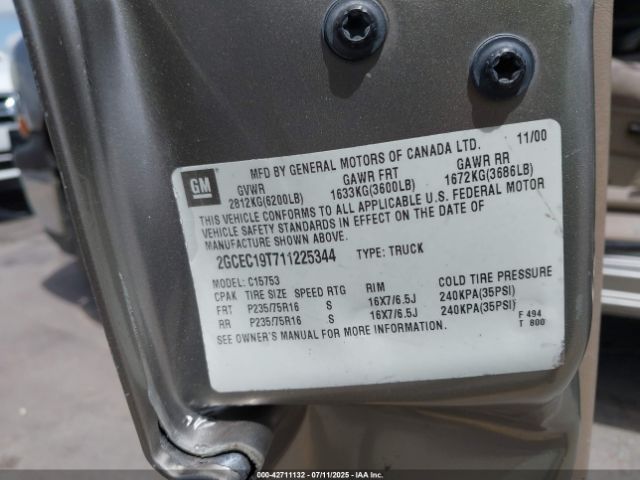 MFD BY GENERAL MOTORS OF CANADA LTD. 11/00
GM
GVWR GAWR FRT GAWR RR
2812KG(6200LB) 1633KG(3600LB) 1672KG(3686LB)
THIS VEHICLE CONFORMS TO ALL APPLICABLE U.S. FEDERAL MOTOR
VEHICLE SAFETY STANDARDS IN EFFECT ON THE DATE OF
MANUFACTURE SHOWN ABOVE.
2GCEC19T711225344 TYPE: TRUCK
MODEL: C15753
CPAK TIRE SIZE SPEED RTG RIM COLD TIRE PRESSURE
FRT P235/75R16 S 16X7/6.5J 240KPA(35PSI)
RR P235/75R16 S 16X7/6.5J 240KPA(35PSI)
SEE OWNER'S MANUAL FOR MORE INFORMATION.
F 494
T 800
000-42711132 - 07/11/2025 - IAA Inc.